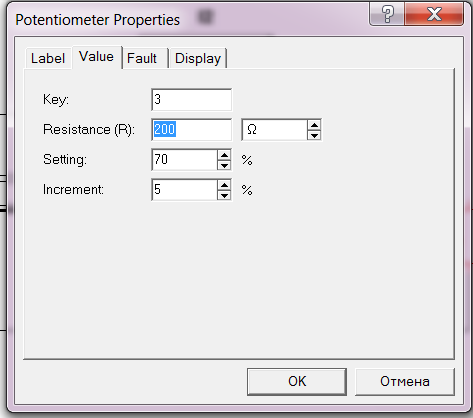 Potentiometer Properties
Label Value Fault Display
Key: 3
Resistance (R): 200 Ω
Setting: 70 %
Increment: 5 %
OK Отмена